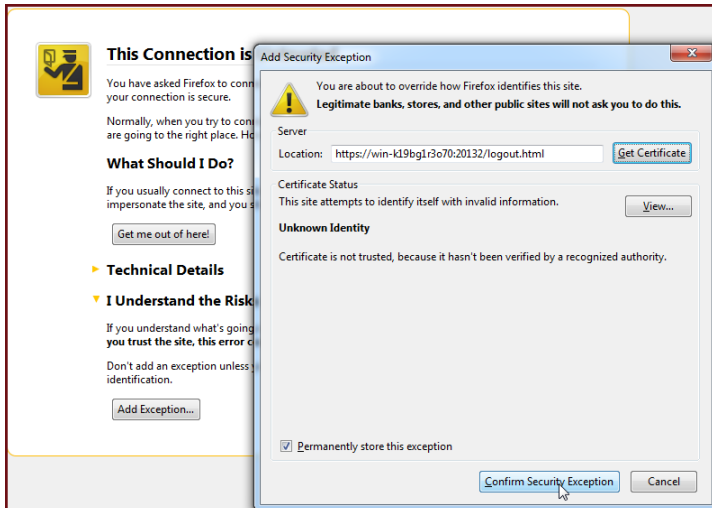 This Connection is
You have asked Firefox to conn
your connection is secure.
Normally, when you try to conn
are going to the right place. Ho
What Should I Do?
If you usually connect to this si
impersonate the site, and you s
Get me out of here!
Technical Details
I Understand the Risk
If you understand what's going
you trust the site, this error c
Don't add an exception unless
identification.
Add Exception...
Add Security Exception
You are about to override how Firefox identifies this site.
Legitimate banks, stores, and other public sites will not ask you to do this.
Server
Location: https://win-k19bg1r3o70:20132/logout.html Get Certificate
Certificate Status
This site attempts to identify itself with invalid information. View...
Unknown Identity
Certificate is not trusted, because it hasn't been verified by a recognized authority.
Permanently store this exception
Confirm Security Exception Cancel